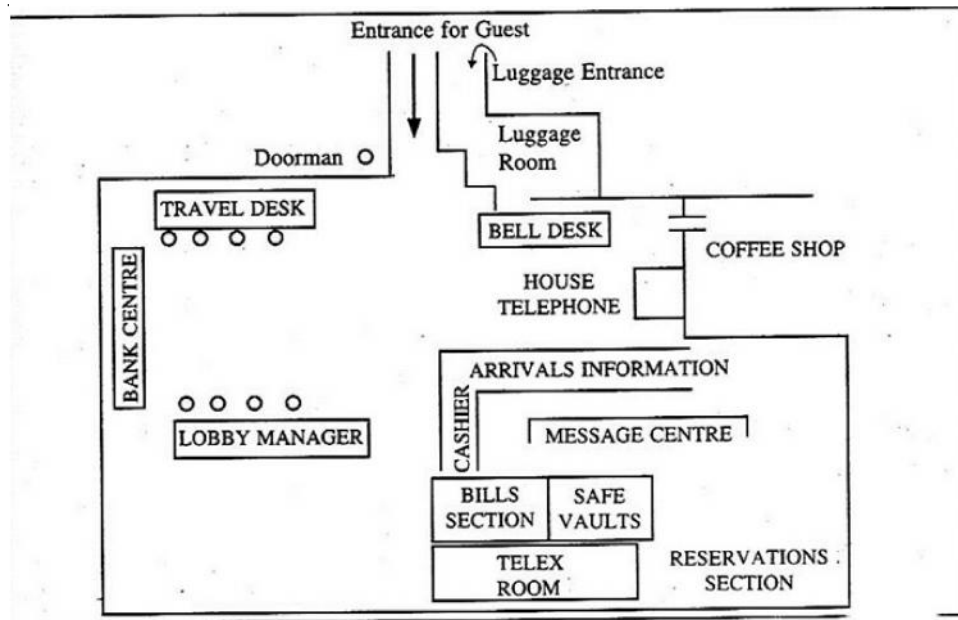 Entrance for Guest
Luggage Entrance
Luggage
Room
Doorman
TRAVEL DESK
BELL DESK
COFFEE SHOP
HOUSE
TELEPHONE
BANK CENTRE
ARRIVALS INFORMATION
CASHIER
LOBBY MANAGER
MESSAGE CENTRE
BILLS
SECTION
SAFE
VAULTS
TELEX
ROOM
RESERVATIONS
SECTION